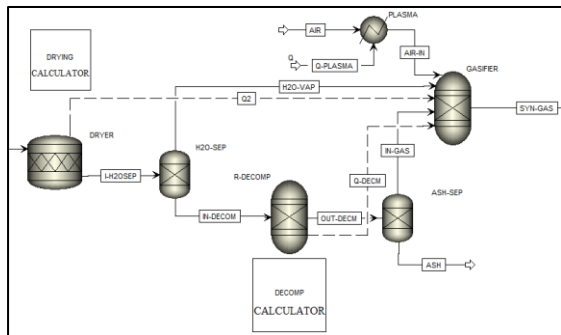 PLASMA
AIR
AIR-IN
DRYING
CALCULATOR
Q
Q-PLASMA
GASIFIER
H2O-VAP
Q2
SYN-GAS
DRYER
H2O-SEP
IN-GAS
I-H2OSEP
R-DECOMP
Q-DECM
ASH-SEP
IN-DECOM
OUT-DECM
ASH
DECOMP
CALCULATOR